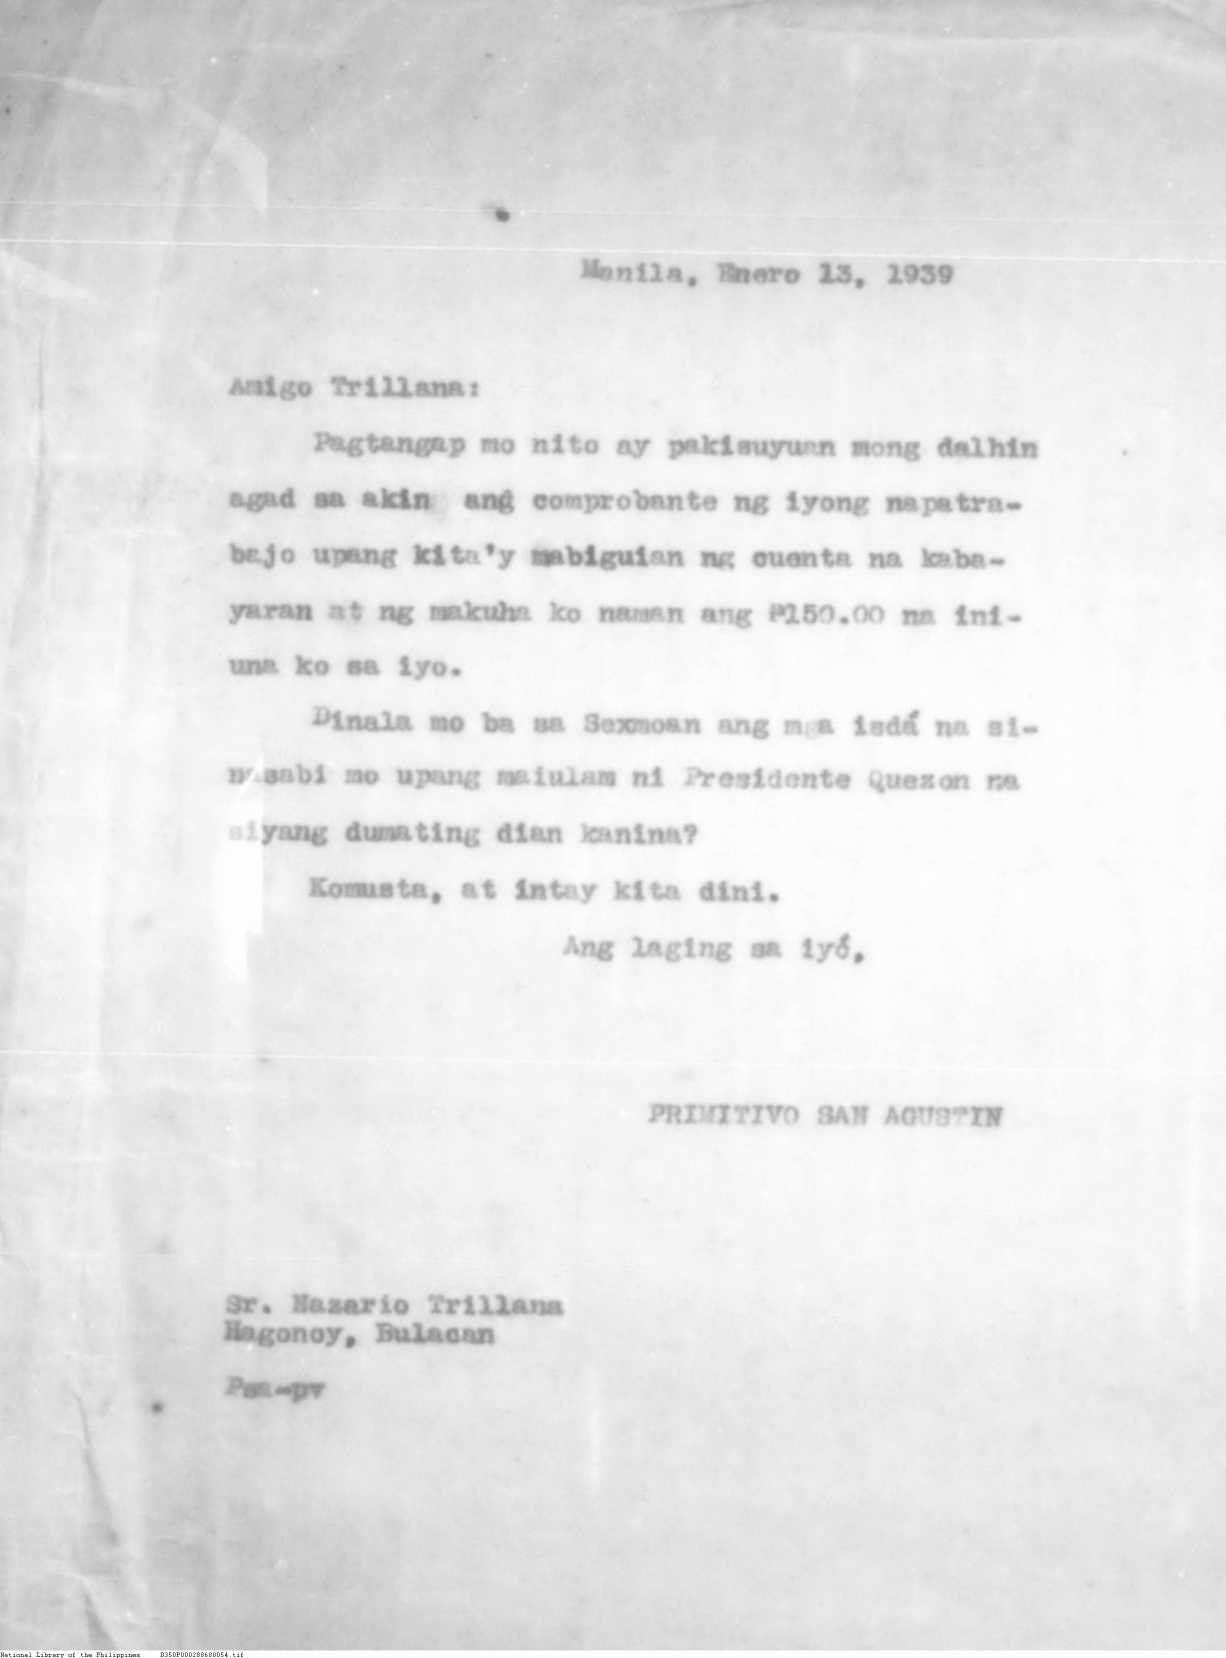 Manila, Enero 13, 1939
Amigo Trillana:
Pagtangap mo nito ay pakisuyuan mong dalhin
agad sa akin ang comprobante ng iyong napatra-
bajo upang kita'y mabiguian ng cuenta na kaba-
yaran at ng makuha ko naman ang ₱150.00 na ini-
una ko sa iyo.
Dinala mo ba sa Sexmoan ang mga isdá na si-
nasabi mo upang maiulam ni Presidente Quezon na
siyang dumating dian kanina?
Komusta, at intay kita dini.
Ang laging sa iyó,
PRIMITIVO SAN AGUSTIN
Sr. Nazario Trillana
Hagonoy, Bulacan
Psa-pv
National Library of the Philippines D350P000288688054.tif